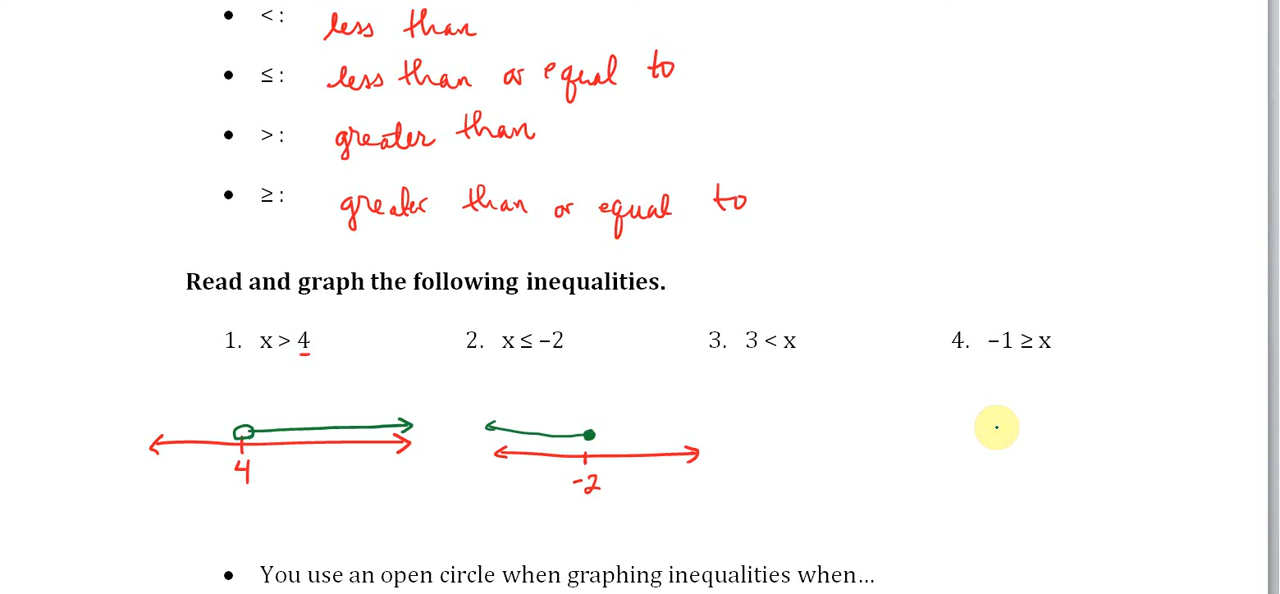 • <: less than
• ≤: less than or equal to
• >: greater than
• ≥: greater than or equal to
Read and graph the following inequalities.
1. x > 4 2. x ≤ −2 3. 3 < x 4. −1 ≥ x
4 -2
• You use an open circle when graphing inequalities when...